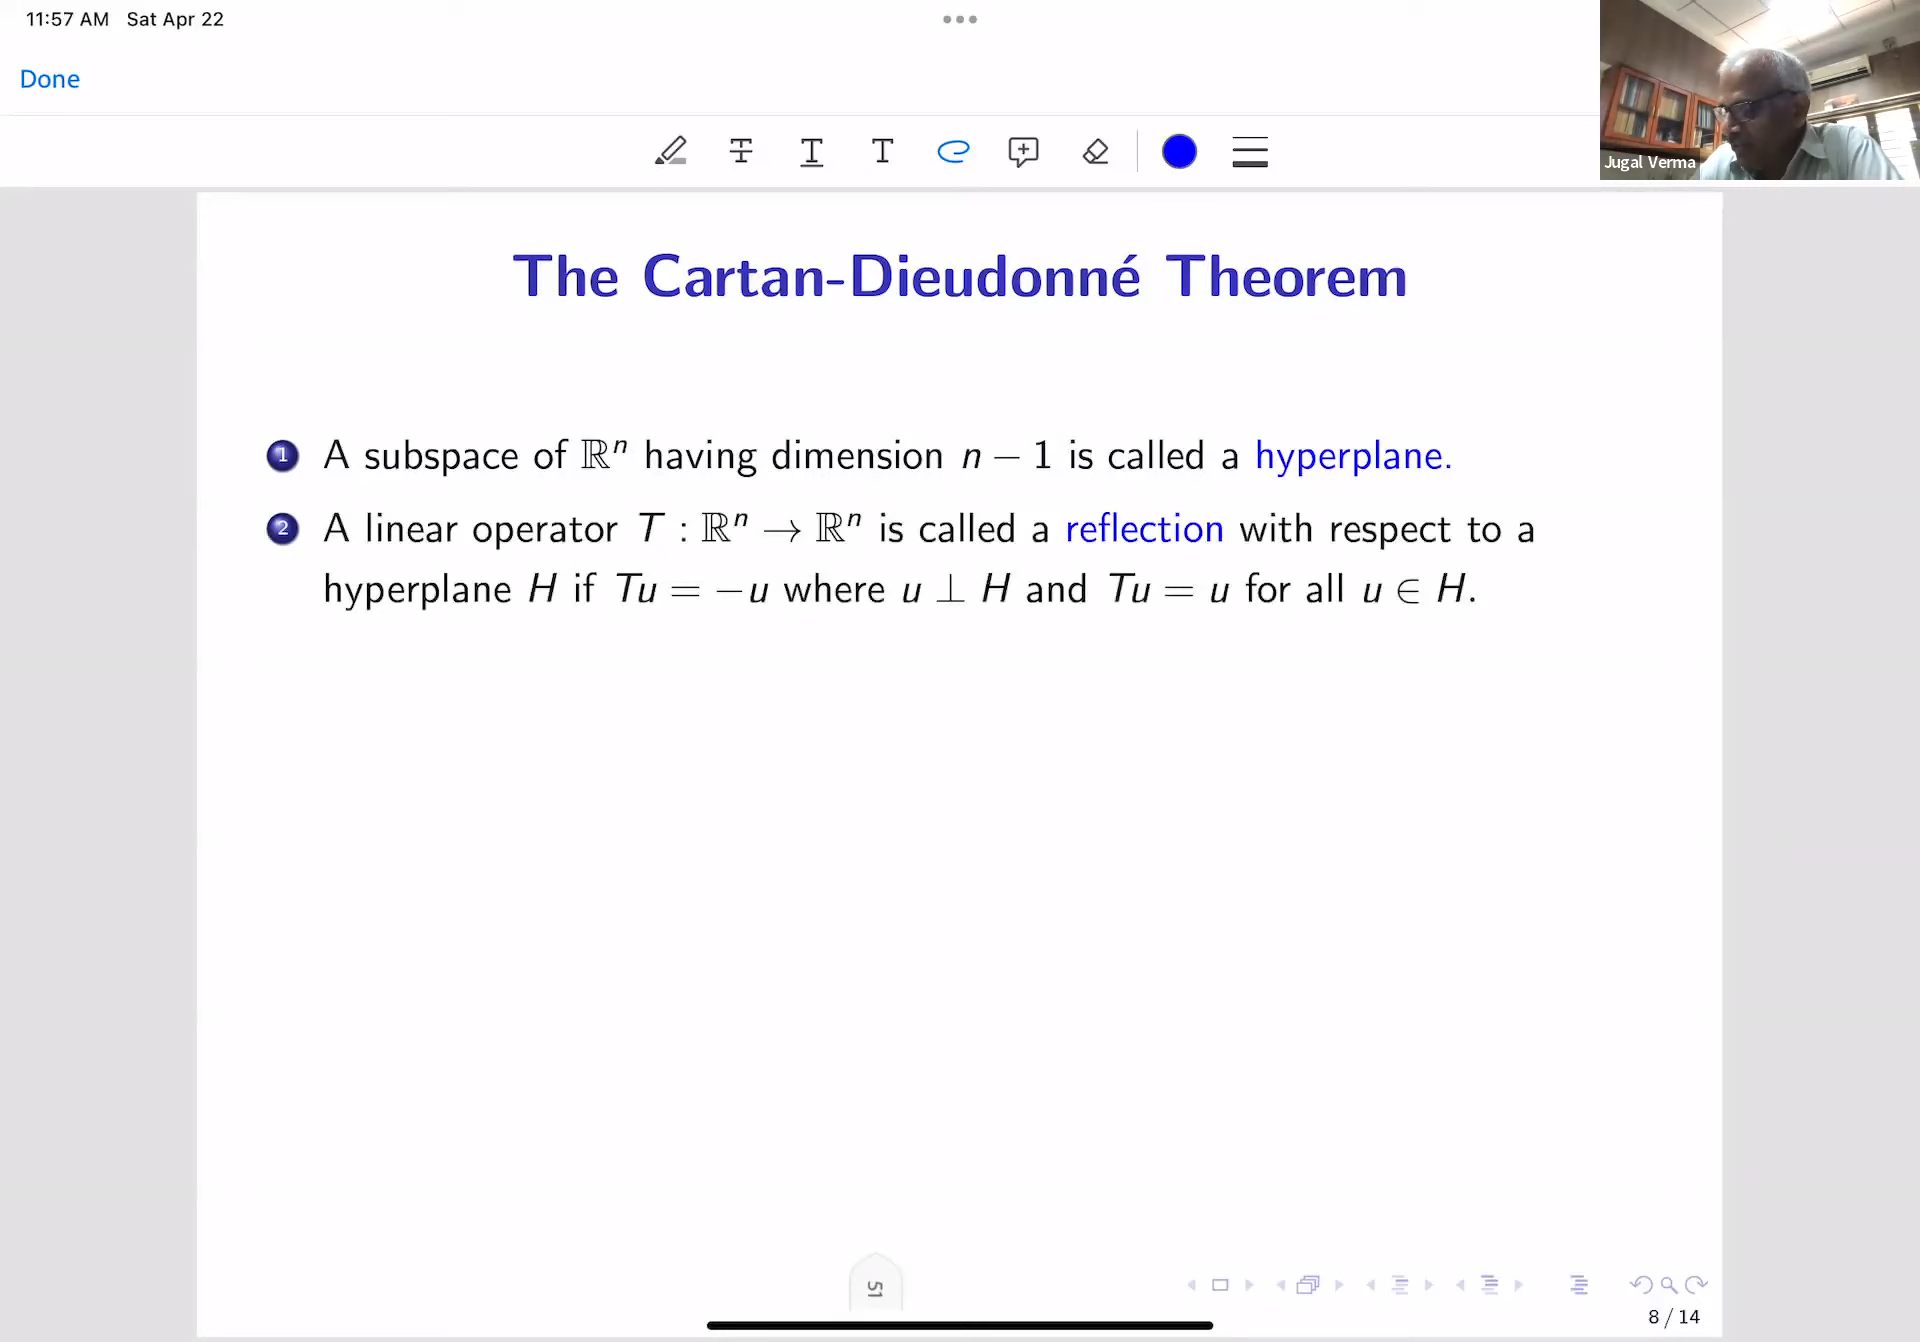 11:57 AM Sat Apr 22
Done
Jugal Verma
The Cartan-Dieudonné Theorem
1 A subspace of ℝⁿ having dimension n − 1 is called a hyperplane.
2 A linear operator T : ℝⁿ → ℝⁿ is called a reflection with respect to a
hyperplane H if Tu = −u where u ⊥ H and Tu = u for all u ∈ H.
51
8 / 14